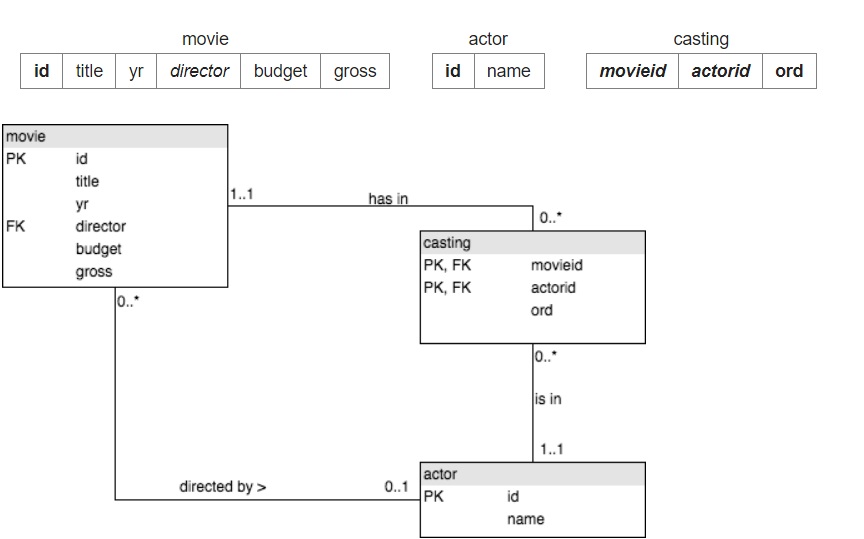 movie actor casting
id title yr director budget gross id name movieid actorid ord
movie
PK id
title
yr
FK director
budget
gross
1..1 has in
0..*
casting
PK, FK movieid
PK, FK actorid
ord
0..*
0..*
is in
1..1
directed by > 0..1
actor
PK id
name